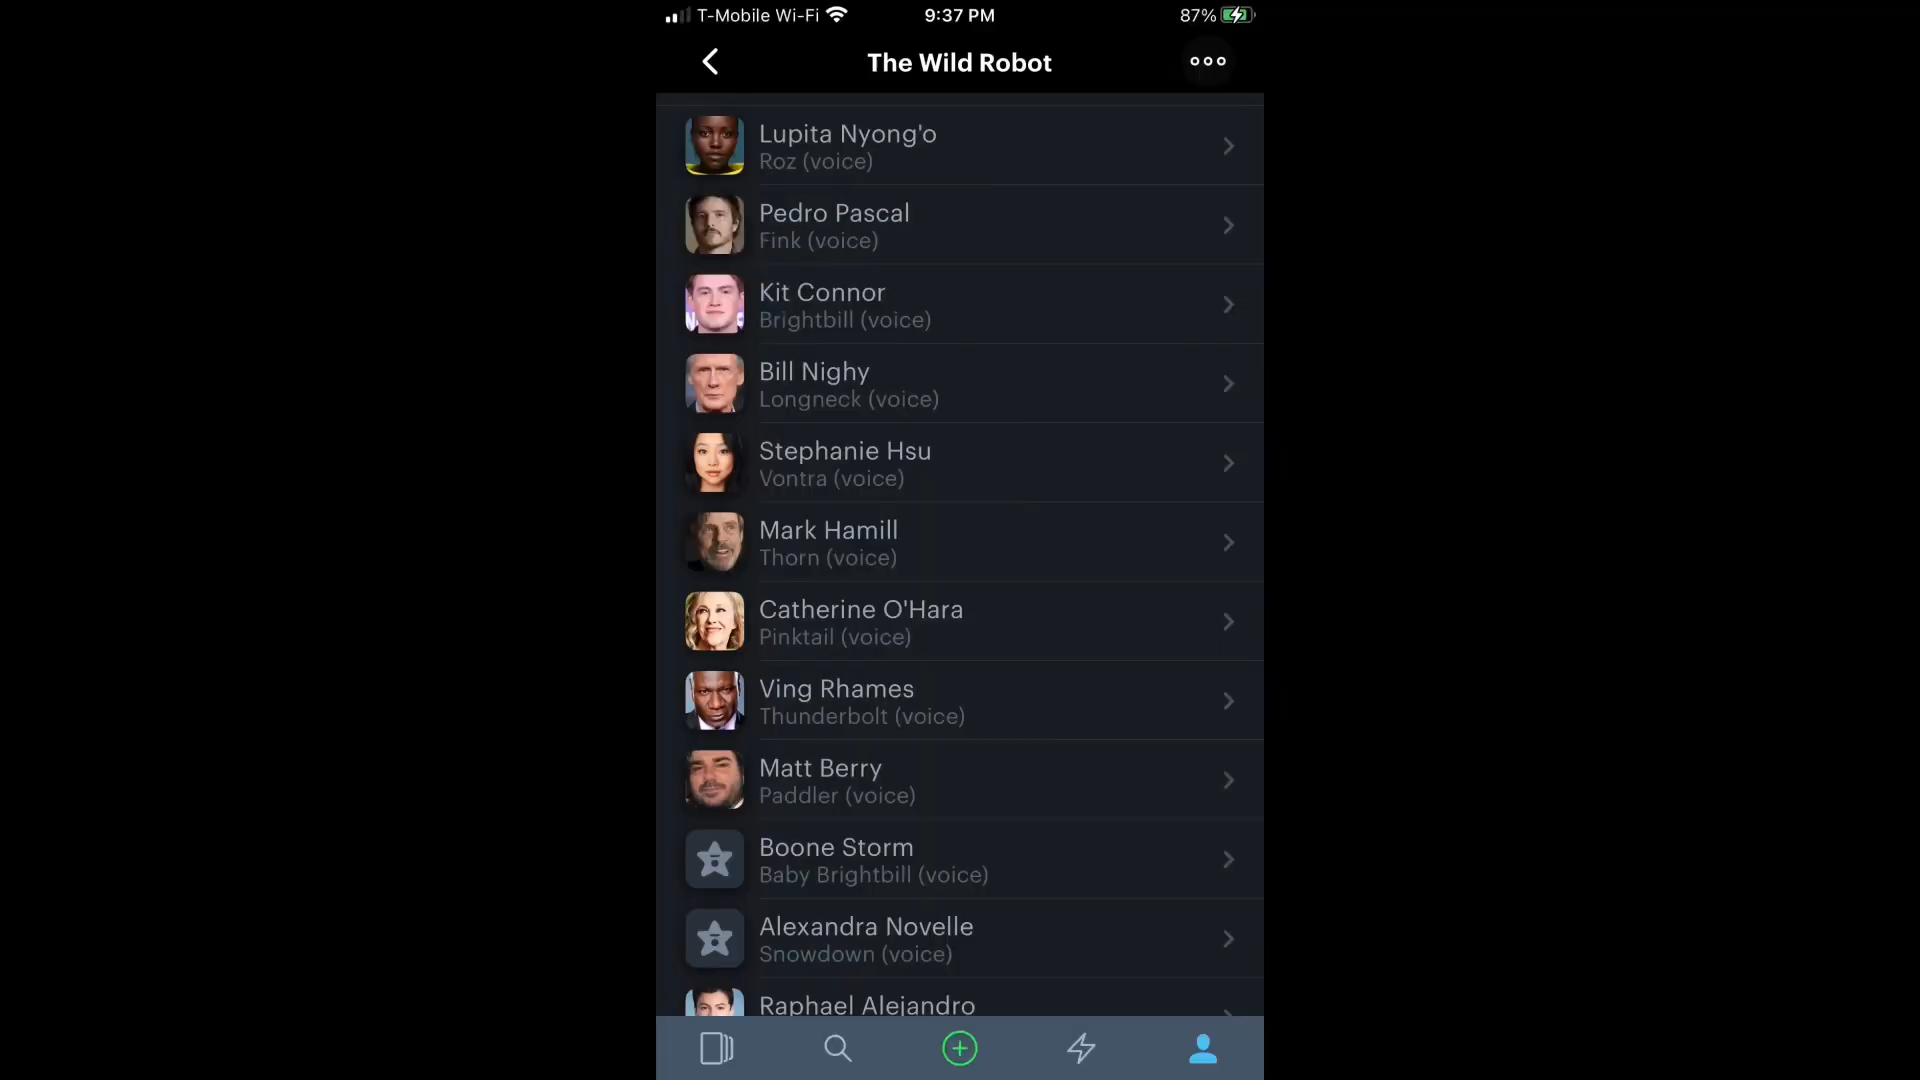 T-Mobile Wi-Fi 9:37 PM 87%
The Wild Robot
Lupita Nyong'o
Roz (voice)
Pedro Pascal
Fink (voice)
Kit Connor
Brightbill (voice)
Bill Nighy
Longneck (voice)
Stephanie Hsu
Vontra (voice)
Mark Hamill
Thorn (voice)
Catherine O'Hara
Pinktail (voice)
Ving Rhames
Thunderbolt (voice)
Matt Berry
Paddler (voice)
Boone Storm
Baby Brightbill (voice)
Alexandra Novelle
Snowdown (voice)
Raphael Alejandro